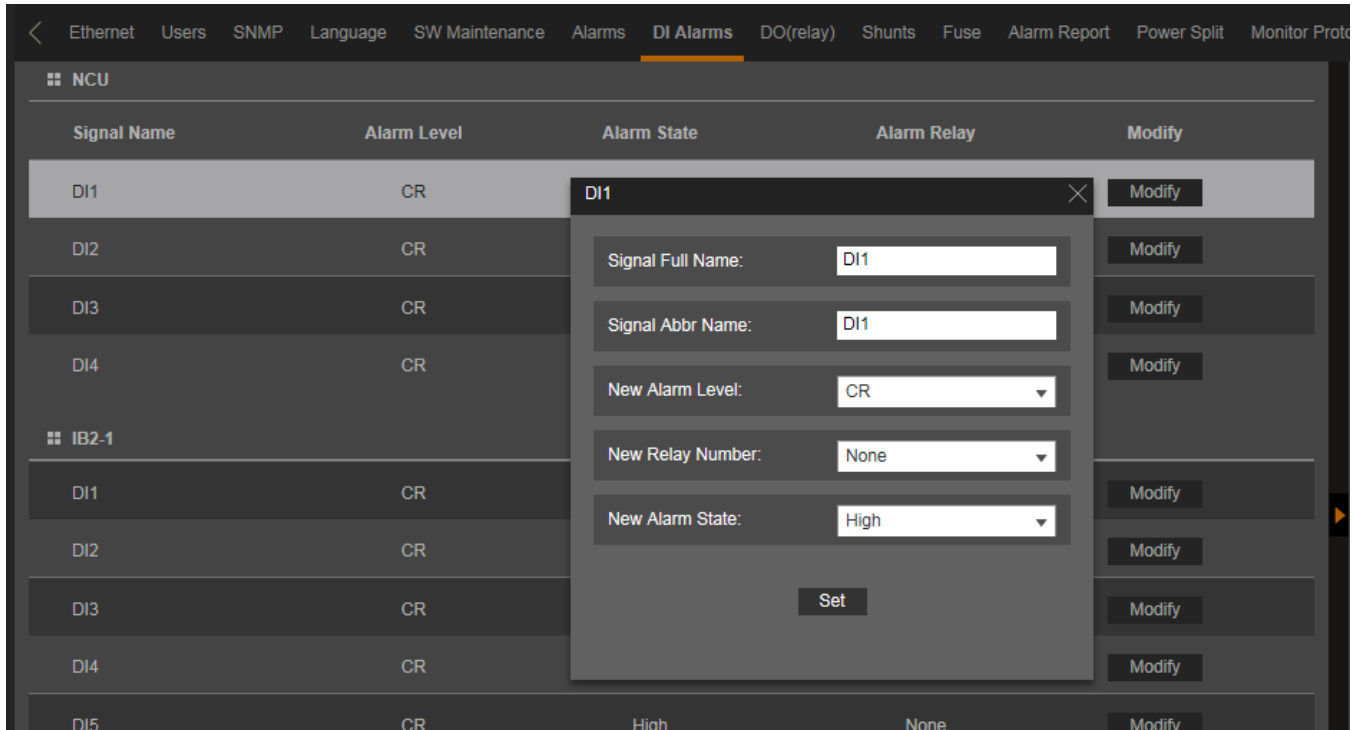 Ethernet Users SNMP Language SW Maintenance Alarms DI Alarms DO(relay) Shunts Fuse Alarm Report Power Split Monitor Proto
NCU
Signal Name Alarm Level Alarm State Alarm Relay Modify
DI1 CR Modify
DI2 CR Modify
DI3 CR Modify
DI4 CR Modify
IB2-1
DI1 CR Modify
DI2 CR Modify
DI3 CR Modify
DI4 CR Modify
DI5 CR High None Modify
DI1
Signal Full Name: DI1
Signal Abbr Name: DI1
New Alarm Level: CR
New Relay Number: None
New Alarm State: High
Set